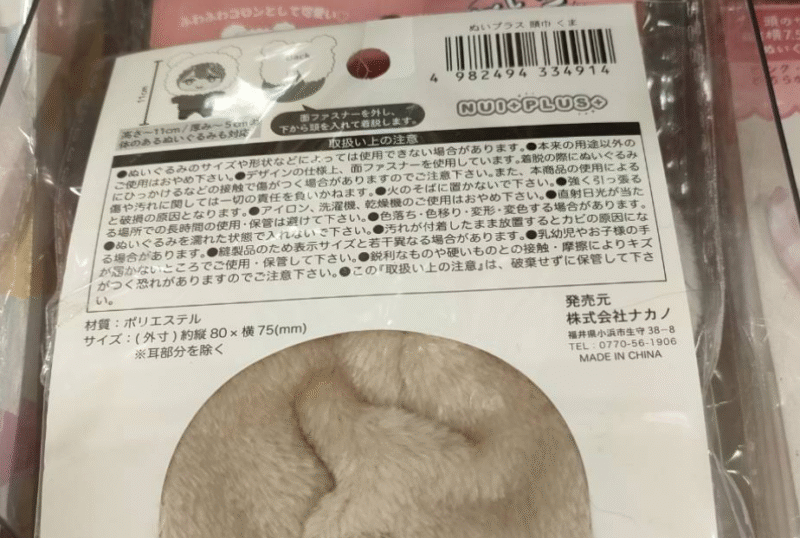 ふわふわコロンとして可愛い♡
ぬいプラス 頭巾 くま
4 982494 334914
NUI+PLUS+
11cm
back
高さ〜11cm/厚み〜5cmの
体のあるぬいぐるみも対応
面ファスナーを外し、
下から頭を入れて着脱します。
取扱い上の注意
●ぬいぐるみのサイズや形状などによっては使用できない場合があります。●本来の用途以外の
ご使用はおやめ下さい。●デザインの仕様上、面ファスナーを使用しています。着脱の際にぬいぐるみ
にひっかけるなどの接触で傷がつく場合がありますのでご注意下さい。また、本商品の使用による
傷や汚れに関しては一切の責任を負いかねます。●火のそばに置かないで下さい。●強く引っ張る
と破損の原因となります。●アイロン、洗濯機、乾燥機のご使用はおやめ下さい。●直射日光が当た
る場所での長時間の使用・保管は避けて下さい。●色落ち・色移り・変形・変色する場合があります。
●ぬいぐるみを濡れた状態で入れないで下さい。●汚れが付着したまま放置するとカビの原因にな
る場合があります。●縫製品のため表示サイズと若干異なる場合があります。●乳幼児やお子様の手
が届かないところでご使用・保管して下さい。●鋭利なものや硬いものとの接触・摩擦によりキズ
がつく恐れがありますのでご注意下さい。●この『取扱い上の注意』は、破棄せずに保管して下さ
い。
材質：ポリエステル
サイズ：(外寸)約縦80×横75(mm)
※耳部分を除く
発売元
株式会社ナカノ
福井県小浜市生守38-8
TEL：0770-56-1906
MADE IN CHINA
頭の
横7.5
ぬいぐ